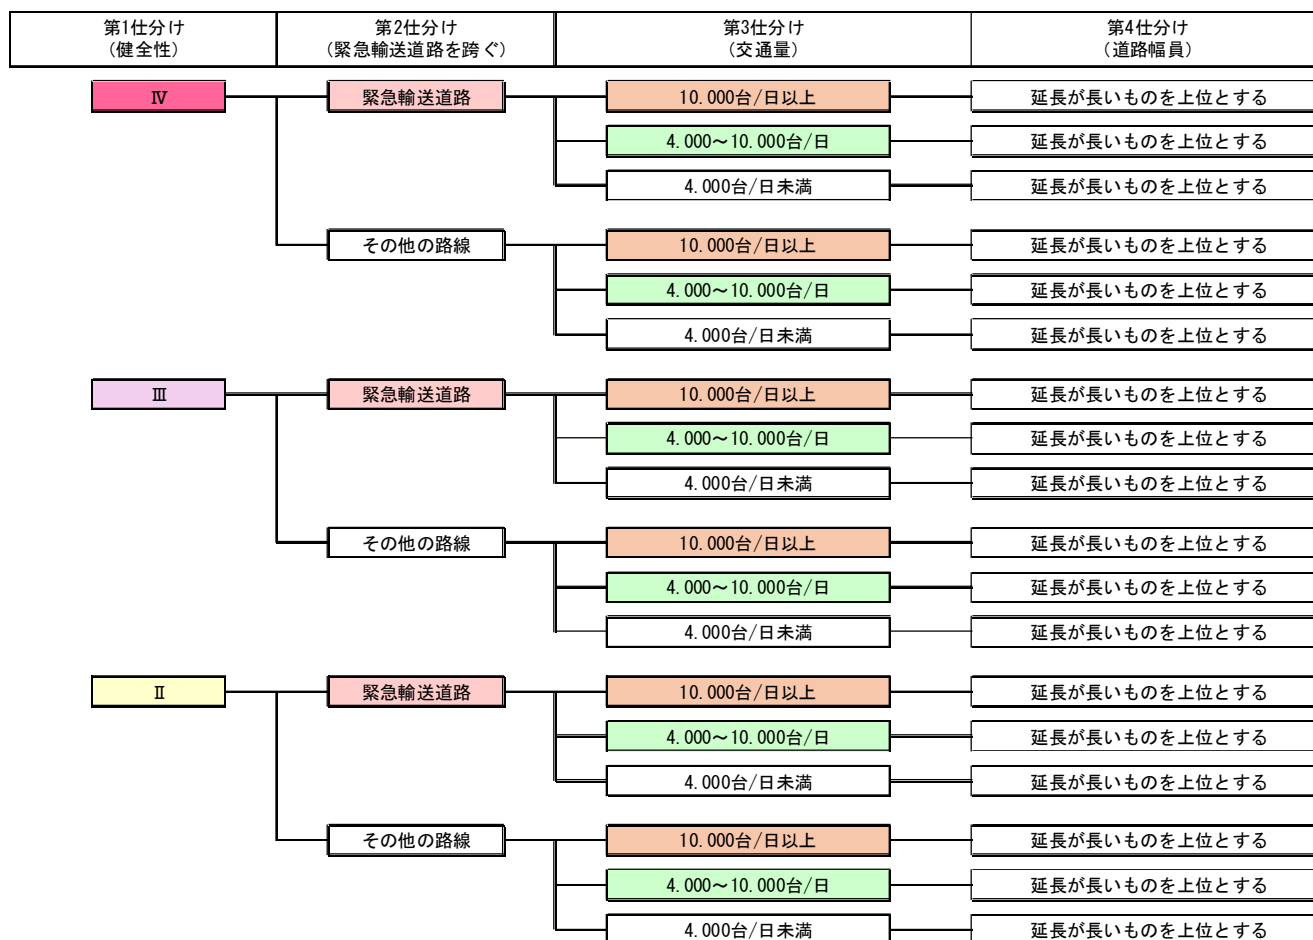 第1仕分け
（健全性）
第2仕分け
（緊急輸送道路を跨ぐ）
第3仕分け
（交通量）
第4仕分け
（道路幅員）
Ⅳ
緊急輸送道路
10.000台/日以上
延長が長いものを上位とする
4.000～10.000台/日
延長が長いものを上位とする
4.000台/日未満
延長が長いものを上位とする
その他の路線
10.000台/日以上
延長が長いものを上位とする
4.000～10.000台/日
延長が長いものを上位とする
4.000台/日未満
延長が長いものを上位とする
Ⅲ
緊急輸送道路
10.000台/日以上
延長が長いものを上位とする
4.000～10.000台/日
延長が長いものを上位とする
4.000台/日未満
延長が長いものを上位とする
その他の路線
10.000台/日以上
延長が長いものを上位とする
4.000～10.000台/日
延長が長いものを上位とする
4.000台/日未満
延長が長いものを上位とする
Ⅱ
緊急輸送道路
10.000台/日以上
延長が長いものを上位とする
4.000～10.000台/日
延長が長いものを上位とする
4.000台/日未満
延長が長いものを上位とする
その他の路線
10.000台/日以上
延長が長いものを上位とする
4.000～10.000台/日
延長が長いものを上位とする
4.000台/日未満
延長が長いものを上位とする